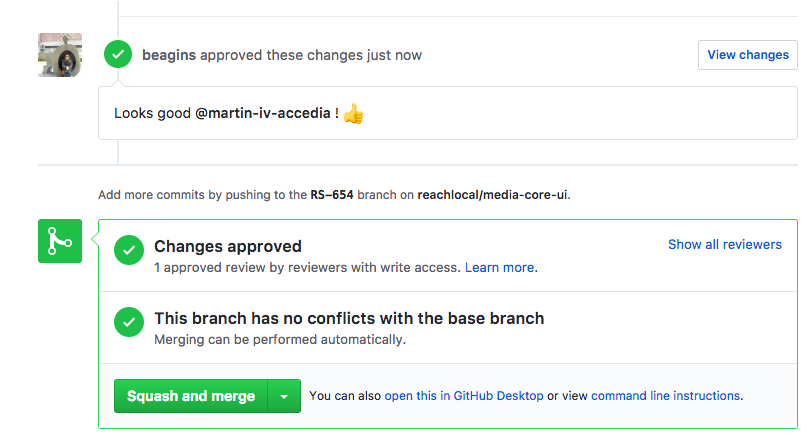 beagins approved these changes just now
View changes
Looks good @martin-iv-accedia ! 👍
Add more commits by pushing to the RS–654 branch on reachlocal/media-core-ui.
Changes approved
Show all reviewers
1 approved review by reviewers with write access. Learn more.
This branch has no conflicts with the base branch
Merging can be performed automatically.
Squash and merge
You can also open this in GitHub Desktop or view command line instructions.